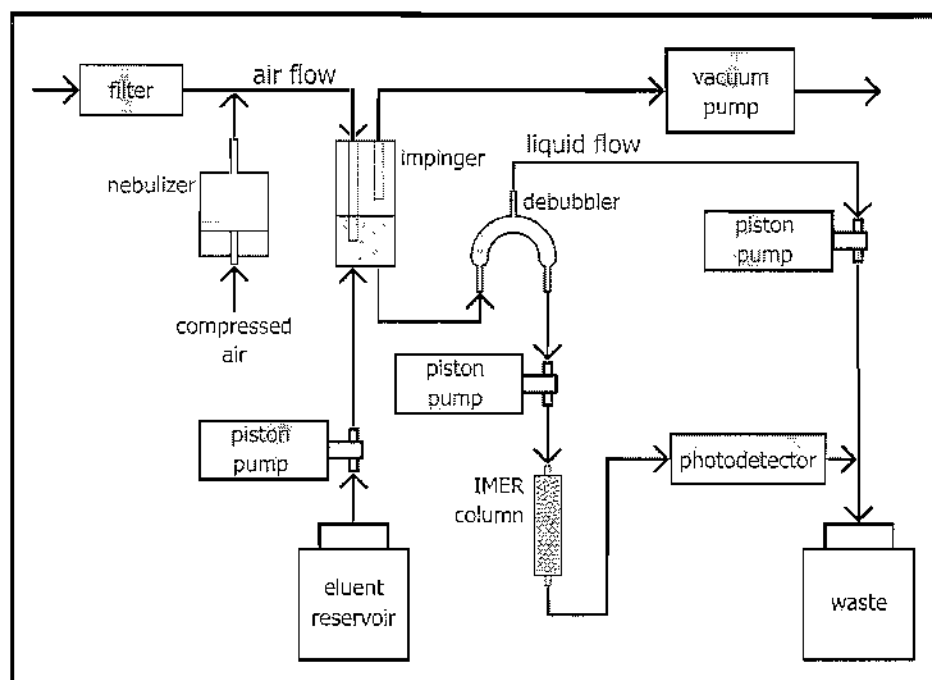 filter
air flow
vacuum
pump
impinger
liquid flow
nebulizer
debubbler
piston
pump
compressed
air
piston
pump
piston
pump
IMER
column
photodetector
eluent
reservoir
waste